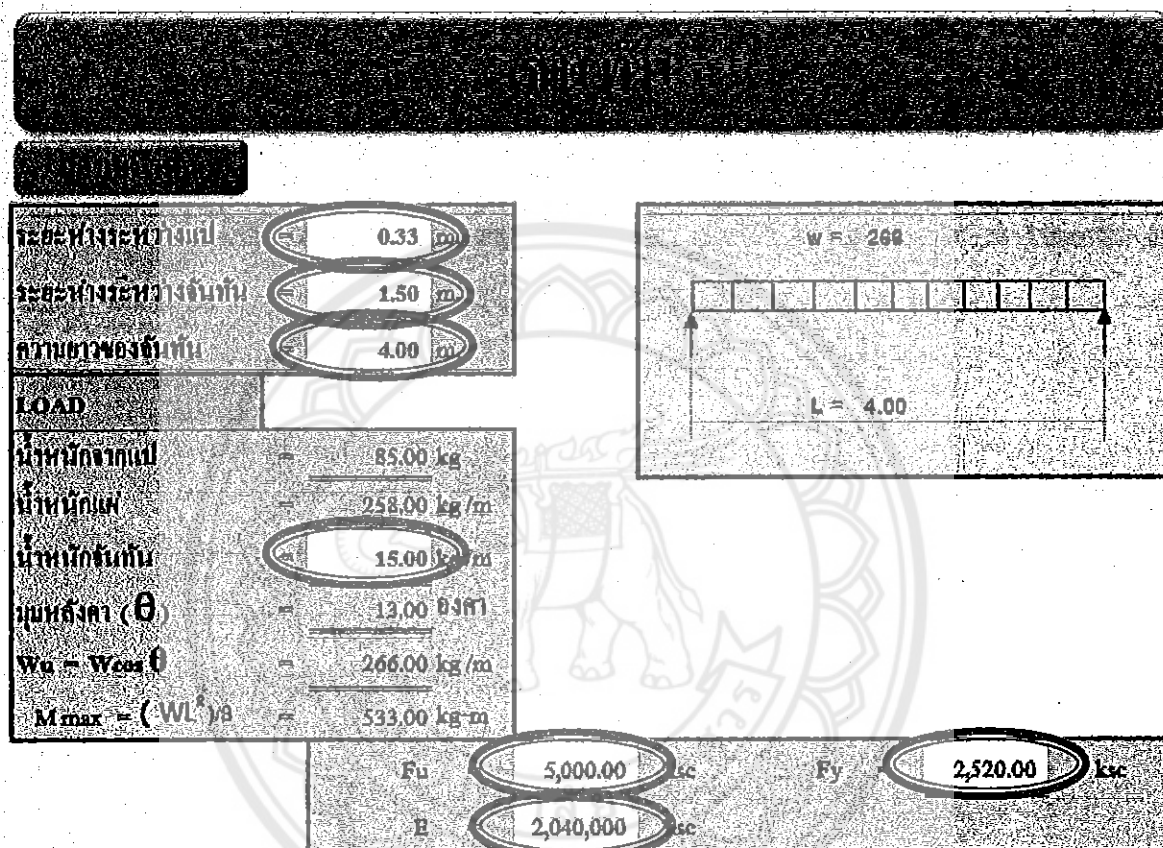 ระยะห่างระหว่างแป = 0.33 m
ระยะห่างระหว่างจันทัน = 1.50 m
ความยาวของจันทัน = 4.00 m
LOAD
น้ำหนักจากแป = 85.00 kg
น้ำหนักแผ่ = 258.00 kg/m
น้ำหนักจันทัน = 15.00 kg/m
มุมหลังคา (θ) = 13.00 องศา
Wu = Wcos θ = 266.00 kg/m
M max = (WL²)/8 = 533.00 kg-m
w = 266
L = 4.00
Fu = 5,000.00 ksc Fy = 2,520.00 ksc
E = 2,040,000 ksc